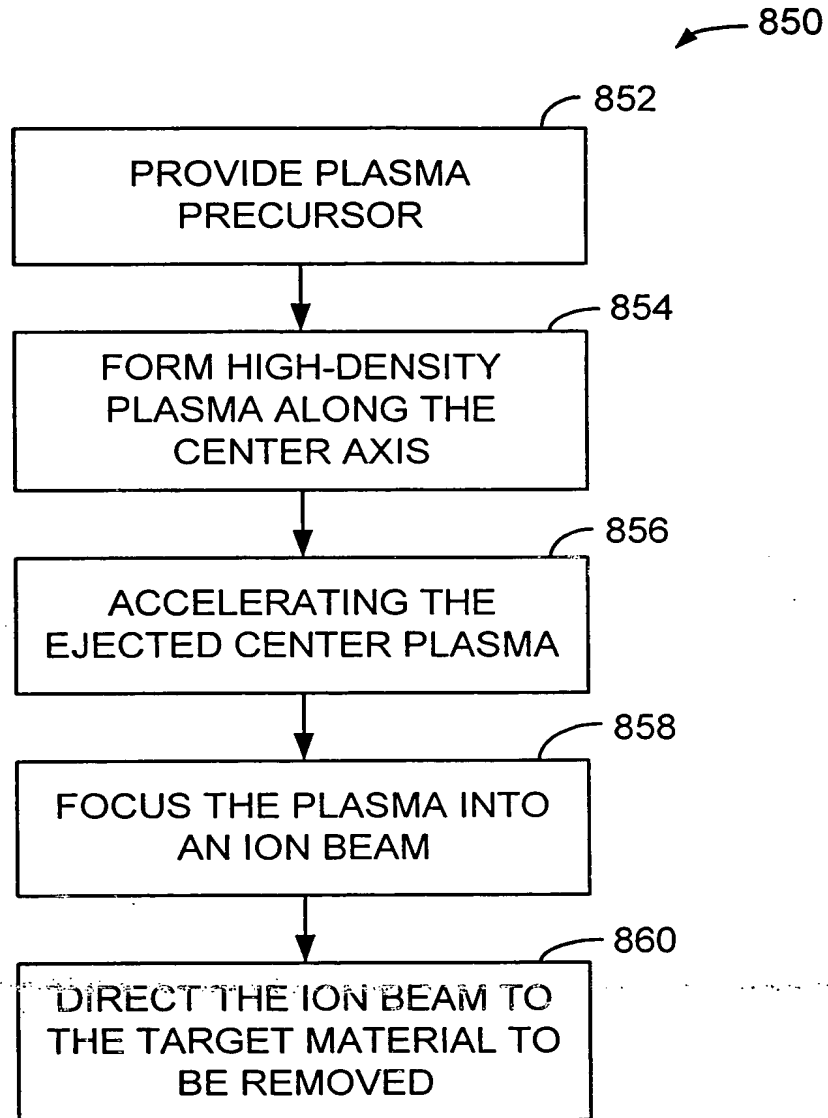 850
852
PROVIDE PLASMA
PRECURSOR
854
FORM HIGH-DENSITY
PLASMA ALONG THE
CENTER AXIS
856
ACCELERATING THE
EJECTED CENTER PLASMA
858
FOCUS THE PLASMA INTO
AN ION BEAM
860
DIRECT THE ION BEAM TO
THE TARGET MATERIAL TO
BE REMOVED